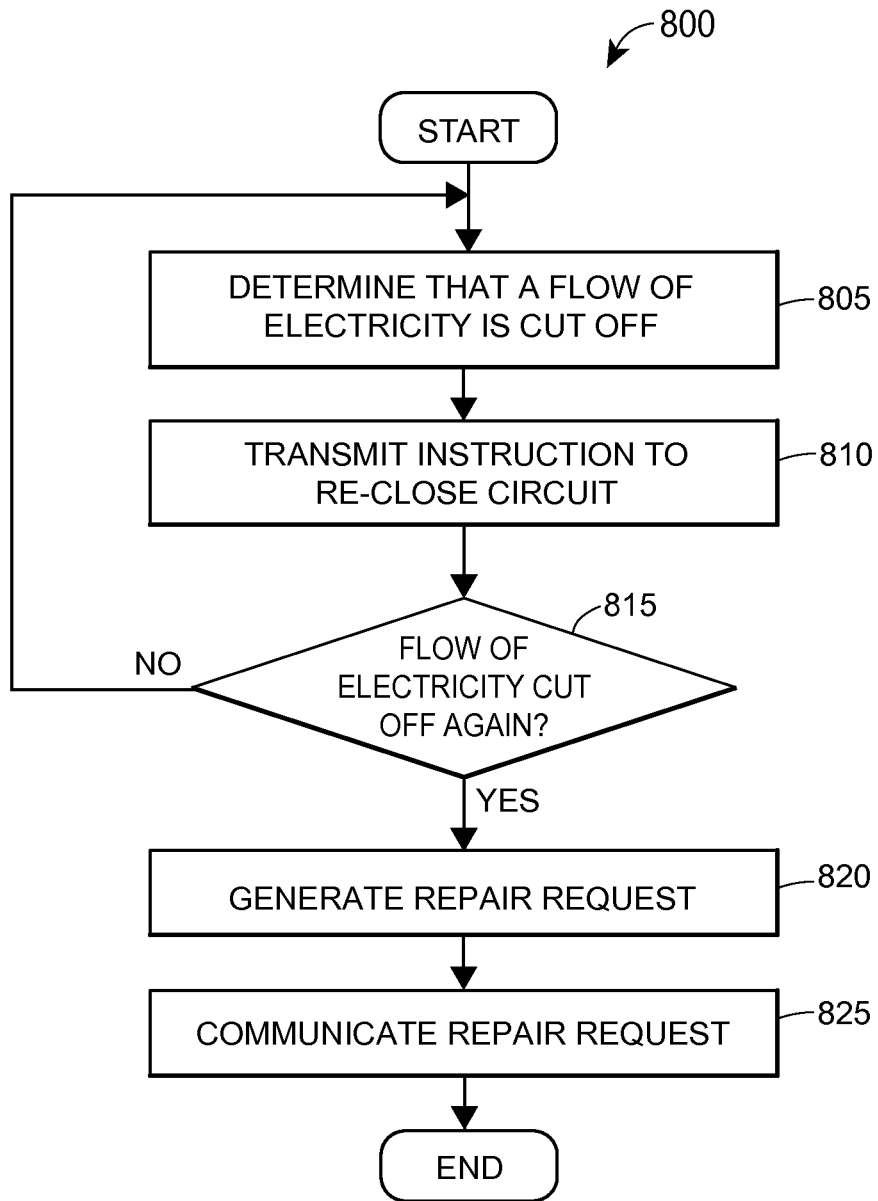 800
START
DETERMINE THAT A FLOW OF
ELECTRICITY IS CUT OFF
805
TRANSMIT INSTRUCTION TO
RE-CLOSE CIRCUIT
810
815
FLOW OF
ELECTRICITY CUT
OFF AGAIN?
NO
YES
GENERATE REPAIR REQUEST
820
COMMUNICATE REPAIR REQUEST
825
END